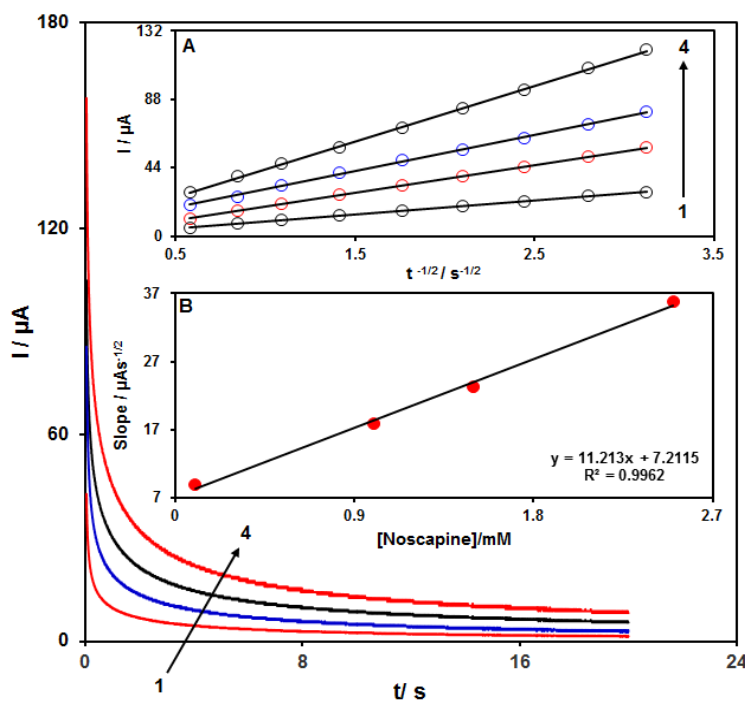 180
120
60
0
I / µA
0
8
16
24
t/ s
4
1
A
132
88
44
0
I / µA
0.5
1.5
2.5
3.5
t -1/2 / s-1/2
4
1
B
37
27
17
7
Slope / µAs-1/2
0
0.9
1.8
2.7
[Noscapine]/mM
y = 11.213x + 7.2115
R² = 0.9962